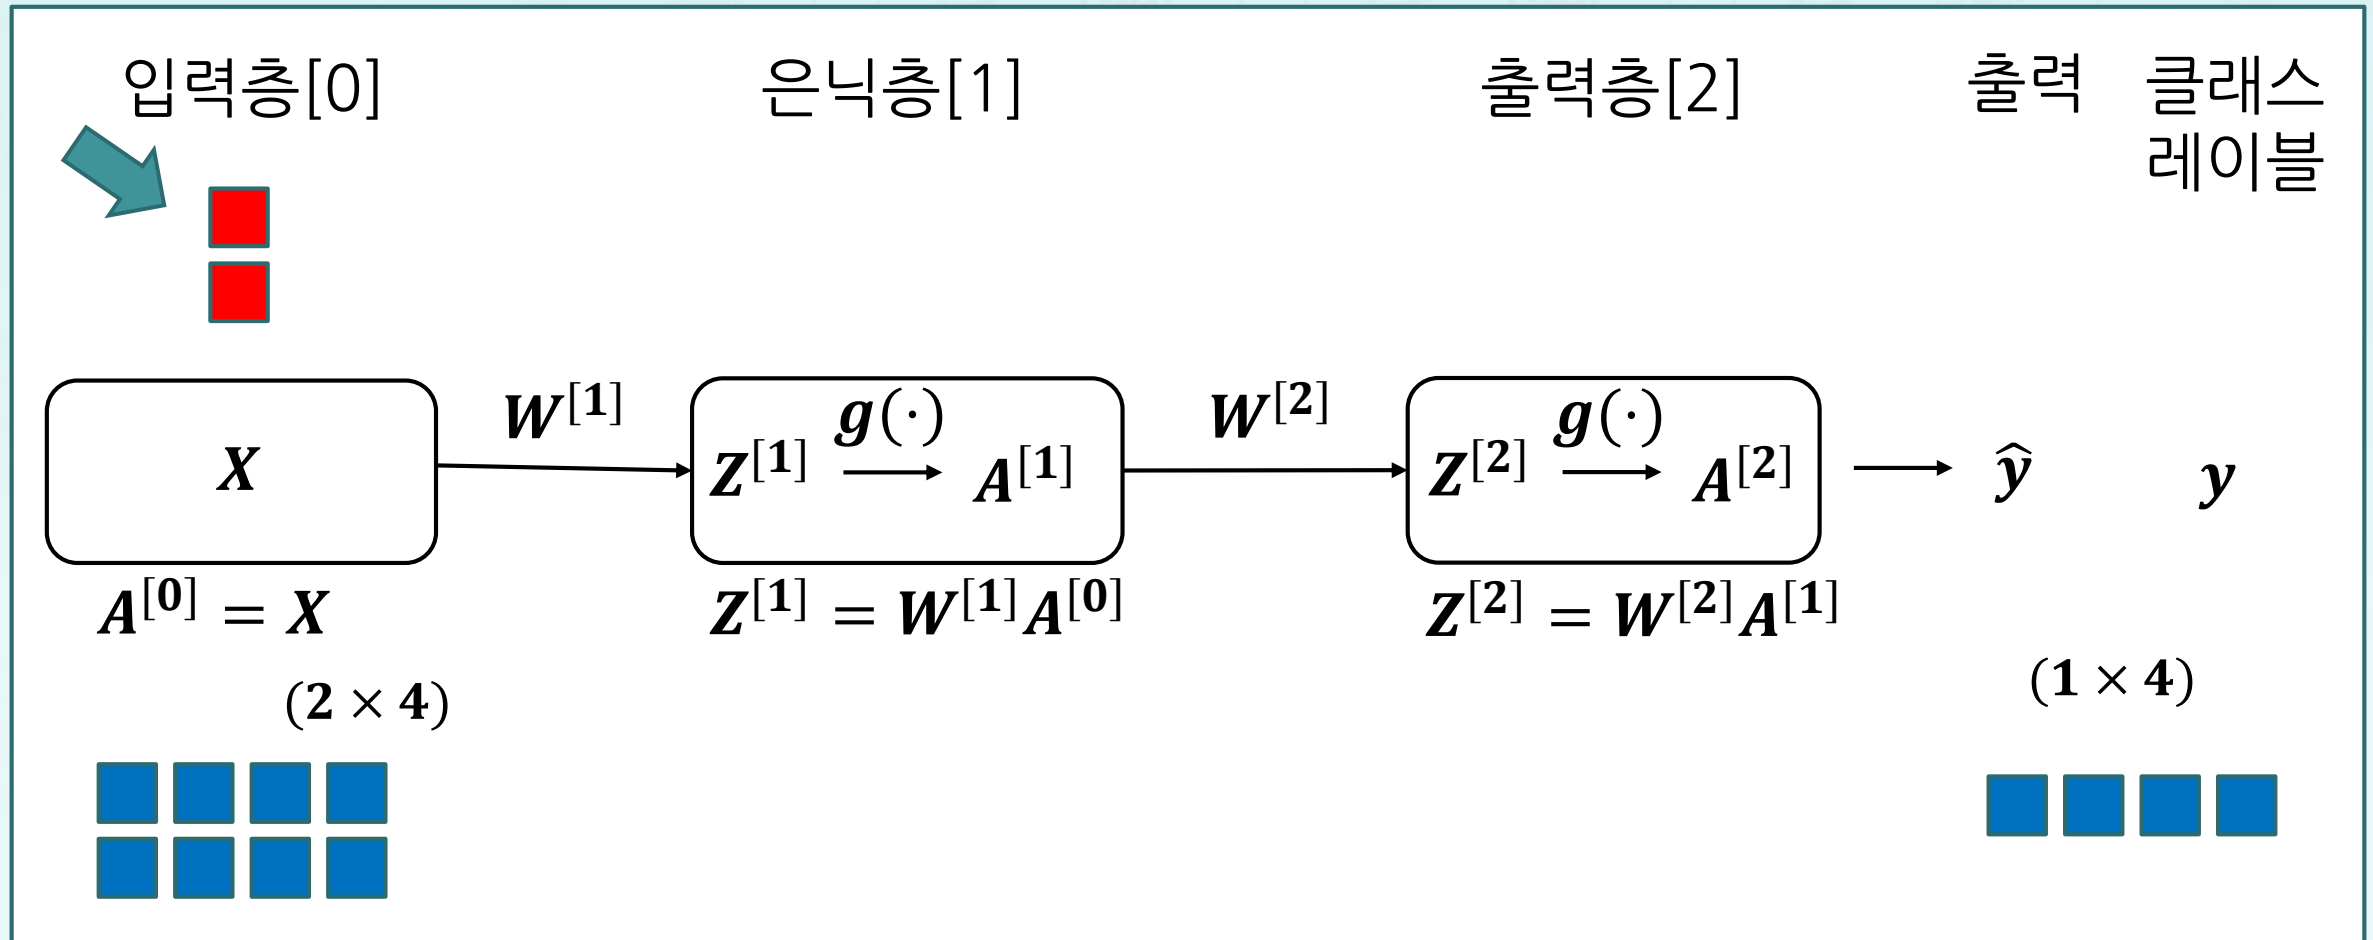 입력층[0] 은닉층[1] 출력층[2] 출력 클래스
레이블
X W^[1] Z^[1] g(·) A^[1] W^[2] Z^[2] g(·) A^[2] ŷ y
A^[0] = X Z^[1] = W^[1]A^[0] Z^[2] = W^[2]A^[1]
(2 × 4) (1 × 4)